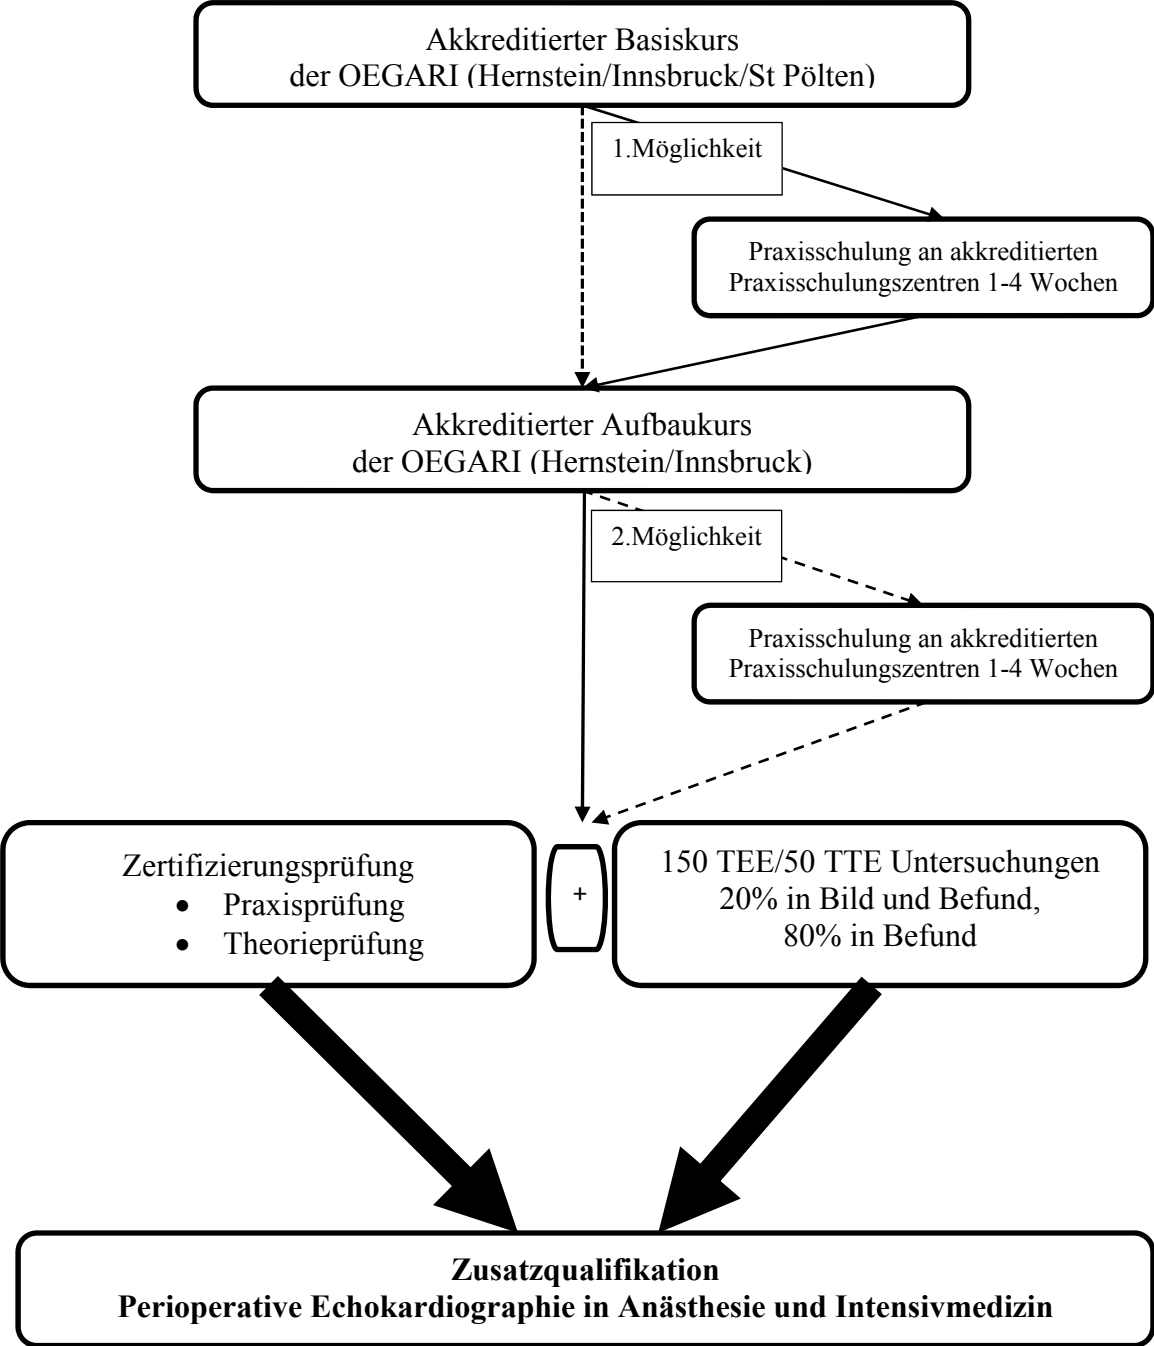 Akkreditierter Basiskurs
der OEGARI (Hernstein/Innsbruck/St Pölten)
1.Möglichkeit
Praxisschulung an akkreditierten
Praxisschulungszentren 1-4 Wochen
Akkreditierter Aufbaukurs
der OEGARI (Hernstein/Innsbruck)
2.Möglichkeit
Praxisschulung an akkreditierten
Praxisschulungszentren 1-4 Wochen
Zertifizierungsprüfung
• Praxisprüfung
• Theorieprüfung
+
150 TEE/50 TTE Untersuchungen
20% in Bild und Befund,
80% in Befund
Zusatzqualifikation
Perioperative Echokardiographie in Anästhesie und Intensivmedizin